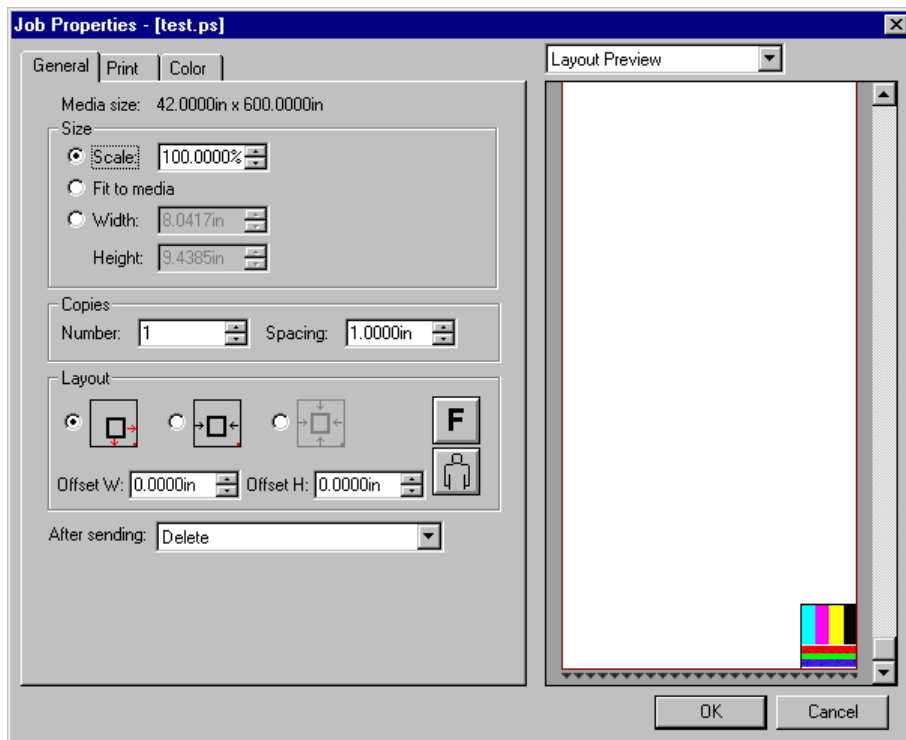 Job Properties - [test.ps]
General Print Color
Layout Preview
Media size: 42.0000in x 600.0000in
Size
Scale: 100.0000%
Fit to media
Width: 8.0417in
Height: 9.4385in
Copies
Number: 1 Spacing: 1.0000in
Layout
F
Offset W: 0.0000in Offset H: 0.0000in
After sending: Delete
OK Cancel